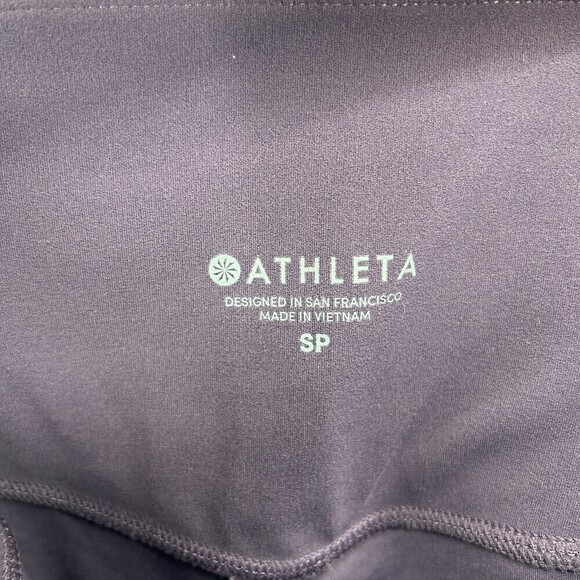 ATHLETA
DESIGNED IN SAN FRANCISCO
MADE IN VIETNAM
SP